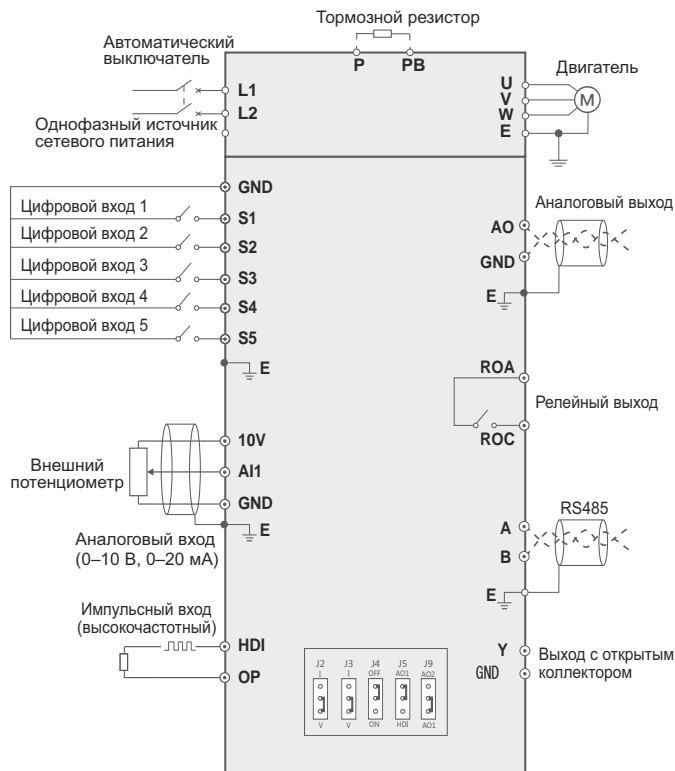 Тормозной резистор
P PB
Автоматический
выключатель
L1
L2
Однофазный источник
сетевого питания
U
V
W
E
Двигатель
M
GND
Цифровой вход 1
S1
Цифровой вход 2
S2
Цифровой вход 3
S3
Цифровой вход 4
S4
Цифровой вход 5
S5
E
Аналоговый выход
AO
GND
E
ROA
Релейный выход
ROC
10V
Внешний
потенциометр
AI1
GND
E
Аналоговый вход
(0–10 В, 0–20 мА)
RS485
A
B
E
Импульсный вход
(высокочастотный)
HDI
OP
J2 J3 J4 J5 J9
I I OFF AO1 AO2
V V ON HDI AO1
Y
GND
Выход с открытым
коллектором